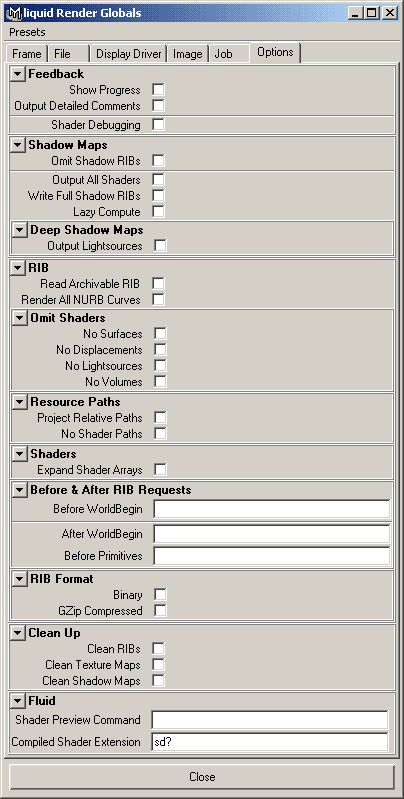 liquid Render Globals
Presets
Frame File Display Driver Image Job Options
Feedback
Show Progress
Output Detailed Comments
Shader Debugging
Shadow Maps
Omit Shadow RIBs
Output All Shaders
Write Full Shadow RIBs
Lazy Compute
Deep Shadow Maps
Output Lightsources
RIB
Read Archivable RIB
Render All NURB Curves
Omit Shaders
No Surfaces
No Displacements
No Lightsources
No Volumes
Resource Paths
Project Relative Paths
No Shader Paths
Shaders
Expand Shader Arrays
Before & After RIB Requests
Before WorldBegin
After WorldBegin
Before Primitives
RIB Format
Binary
GZip Compressed
Clean Up
Clean RIBs
Clean Texture Maps
Clean Shadow Maps
Fluid
Shader Preview Command
Compiled Shader Extension sd?
Close